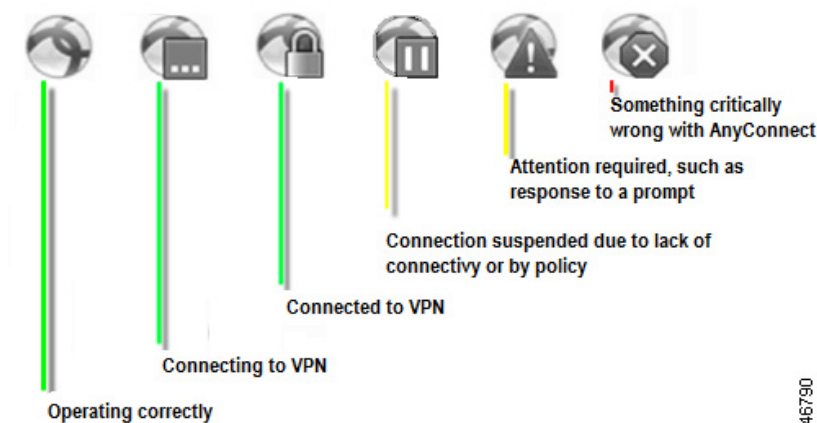 Something critically
wrong with AnyConnect
Attention required, such as
response to a prompt
Connection suspended due to lack of
connectivy or by policy
Connected to VPN
Connecting to VPN
Operating correctly
46790